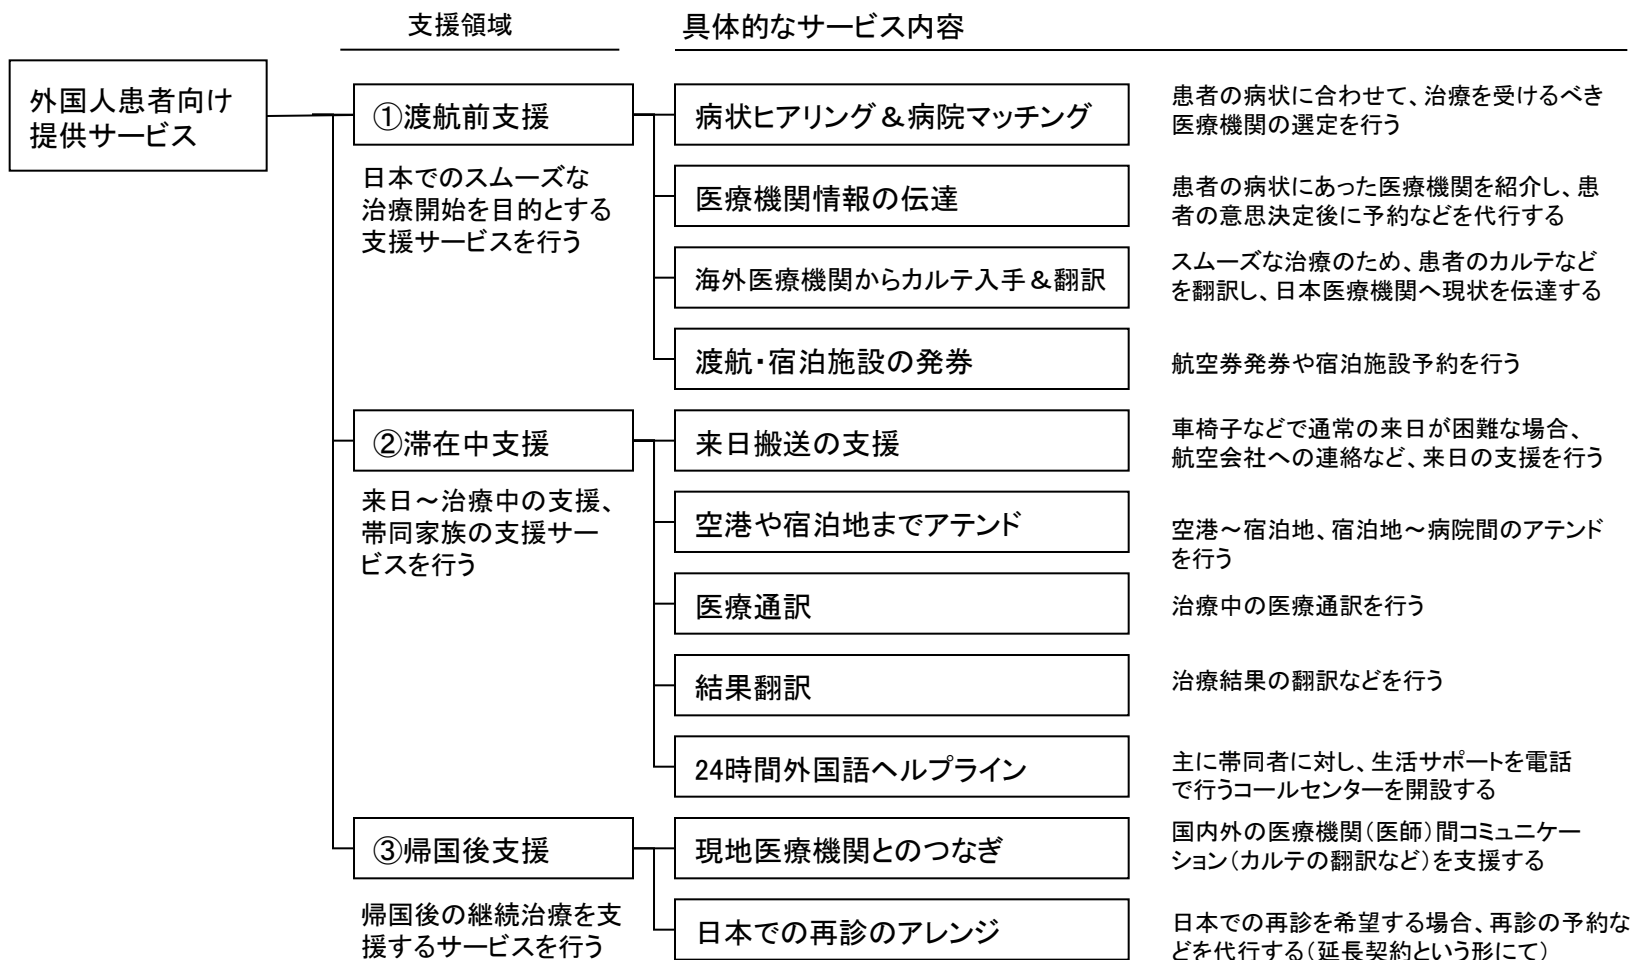 支援領域
具体的なサービス内容
外国人患者向け
提供サービス
①渡航前支援
日本でのスムーズな
治療開始を目的とする
支援サービスを行う
病状ヒアリング＆病院マッチング
患者の病状に合わせて、治療を受けるべき
医療機関の選定を行う
医療機関情報の伝達
患者の病状にあった医療機関を紹介し、患
者の意思決定後に予約などを代行する
海外医療機関からカルテ入手＆翻訳
スムーズな治療のため、患者のカルテなど
を翻訳し、日本医療機関へ現状を伝達する
渡航・宿泊施設の発券
航空券発券や宿泊施設予約を行う
②滞在中支援
来日～治療中の支援、
帯同家族の支援サー
ビスを行う
来日搬送の支援
車椅子などで通常の来日が困難な場合、
航空会社への連絡など、来日の支援を行う
空港や宿泊地までアテンド
空港～宿泊地、宿泊地～病院間のアテンド
を行う
医療通訳
治療中の医療通訳を行う
結果翻訳
治療結果の翻訳などを行う
24時間外国語ヘルプライン
主に帯同者に対し、生活サポートを電話
で行うコールセンターを開設する
③帰国後支援
帰国後の継続治療を支
援するサービスを行う
現地医療機関とのつなぎ
国内外の医療機関（医師）間コミュニケー
ション（カルテの翻訳など）を支援する
日本での再診のアレンジ
日本での再診を希望する場合、再診の予約な
どを代行する（延長契約という形にて）